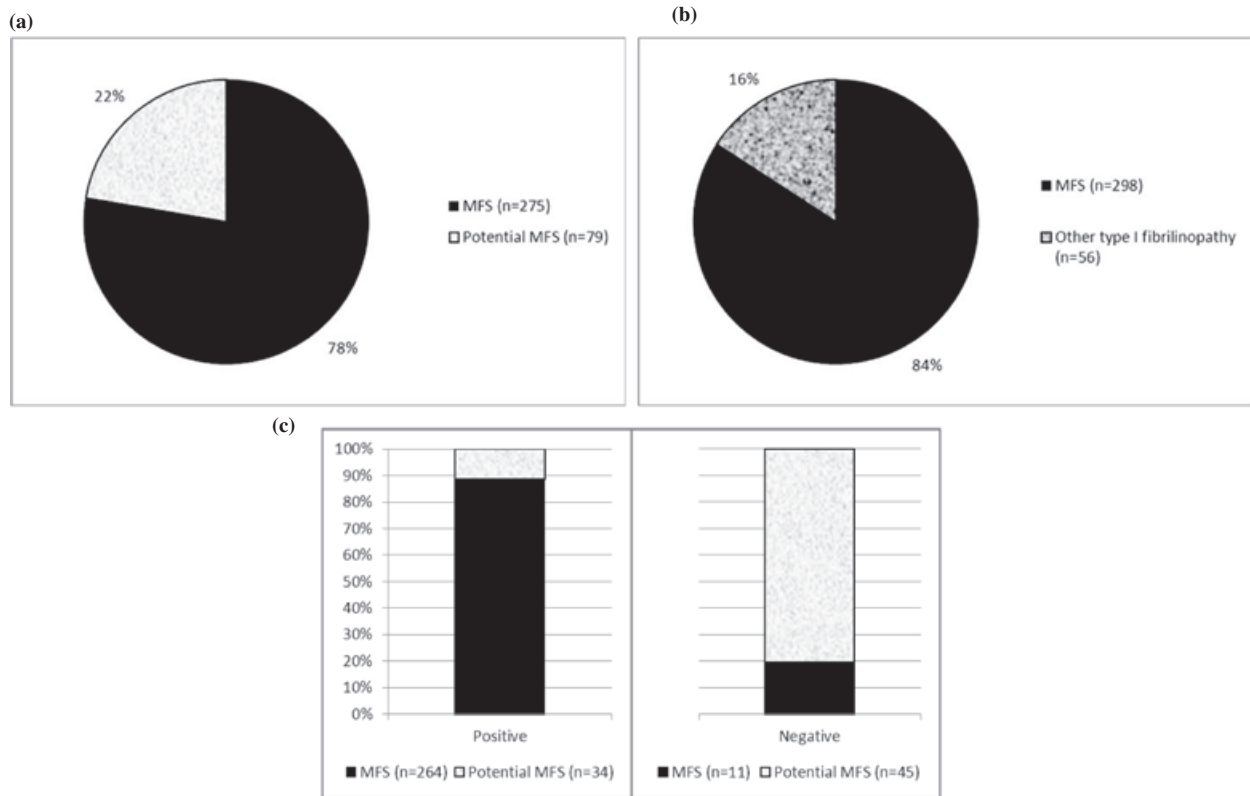 (a)
22%
78%
MFS (n=275)
Potential MFS (n=79)
(b)
16%
84%
MFS (n=298)
Other type I fibrilinopathy
(n=56)
(c)
100%
90%
80%
70%
60%
50%
40%
30%
20%
10%
0%
Positive
Negative
MFS (n=264) Potential MFS (n=34)
MFS (n=11) Potential MFS (n=45)